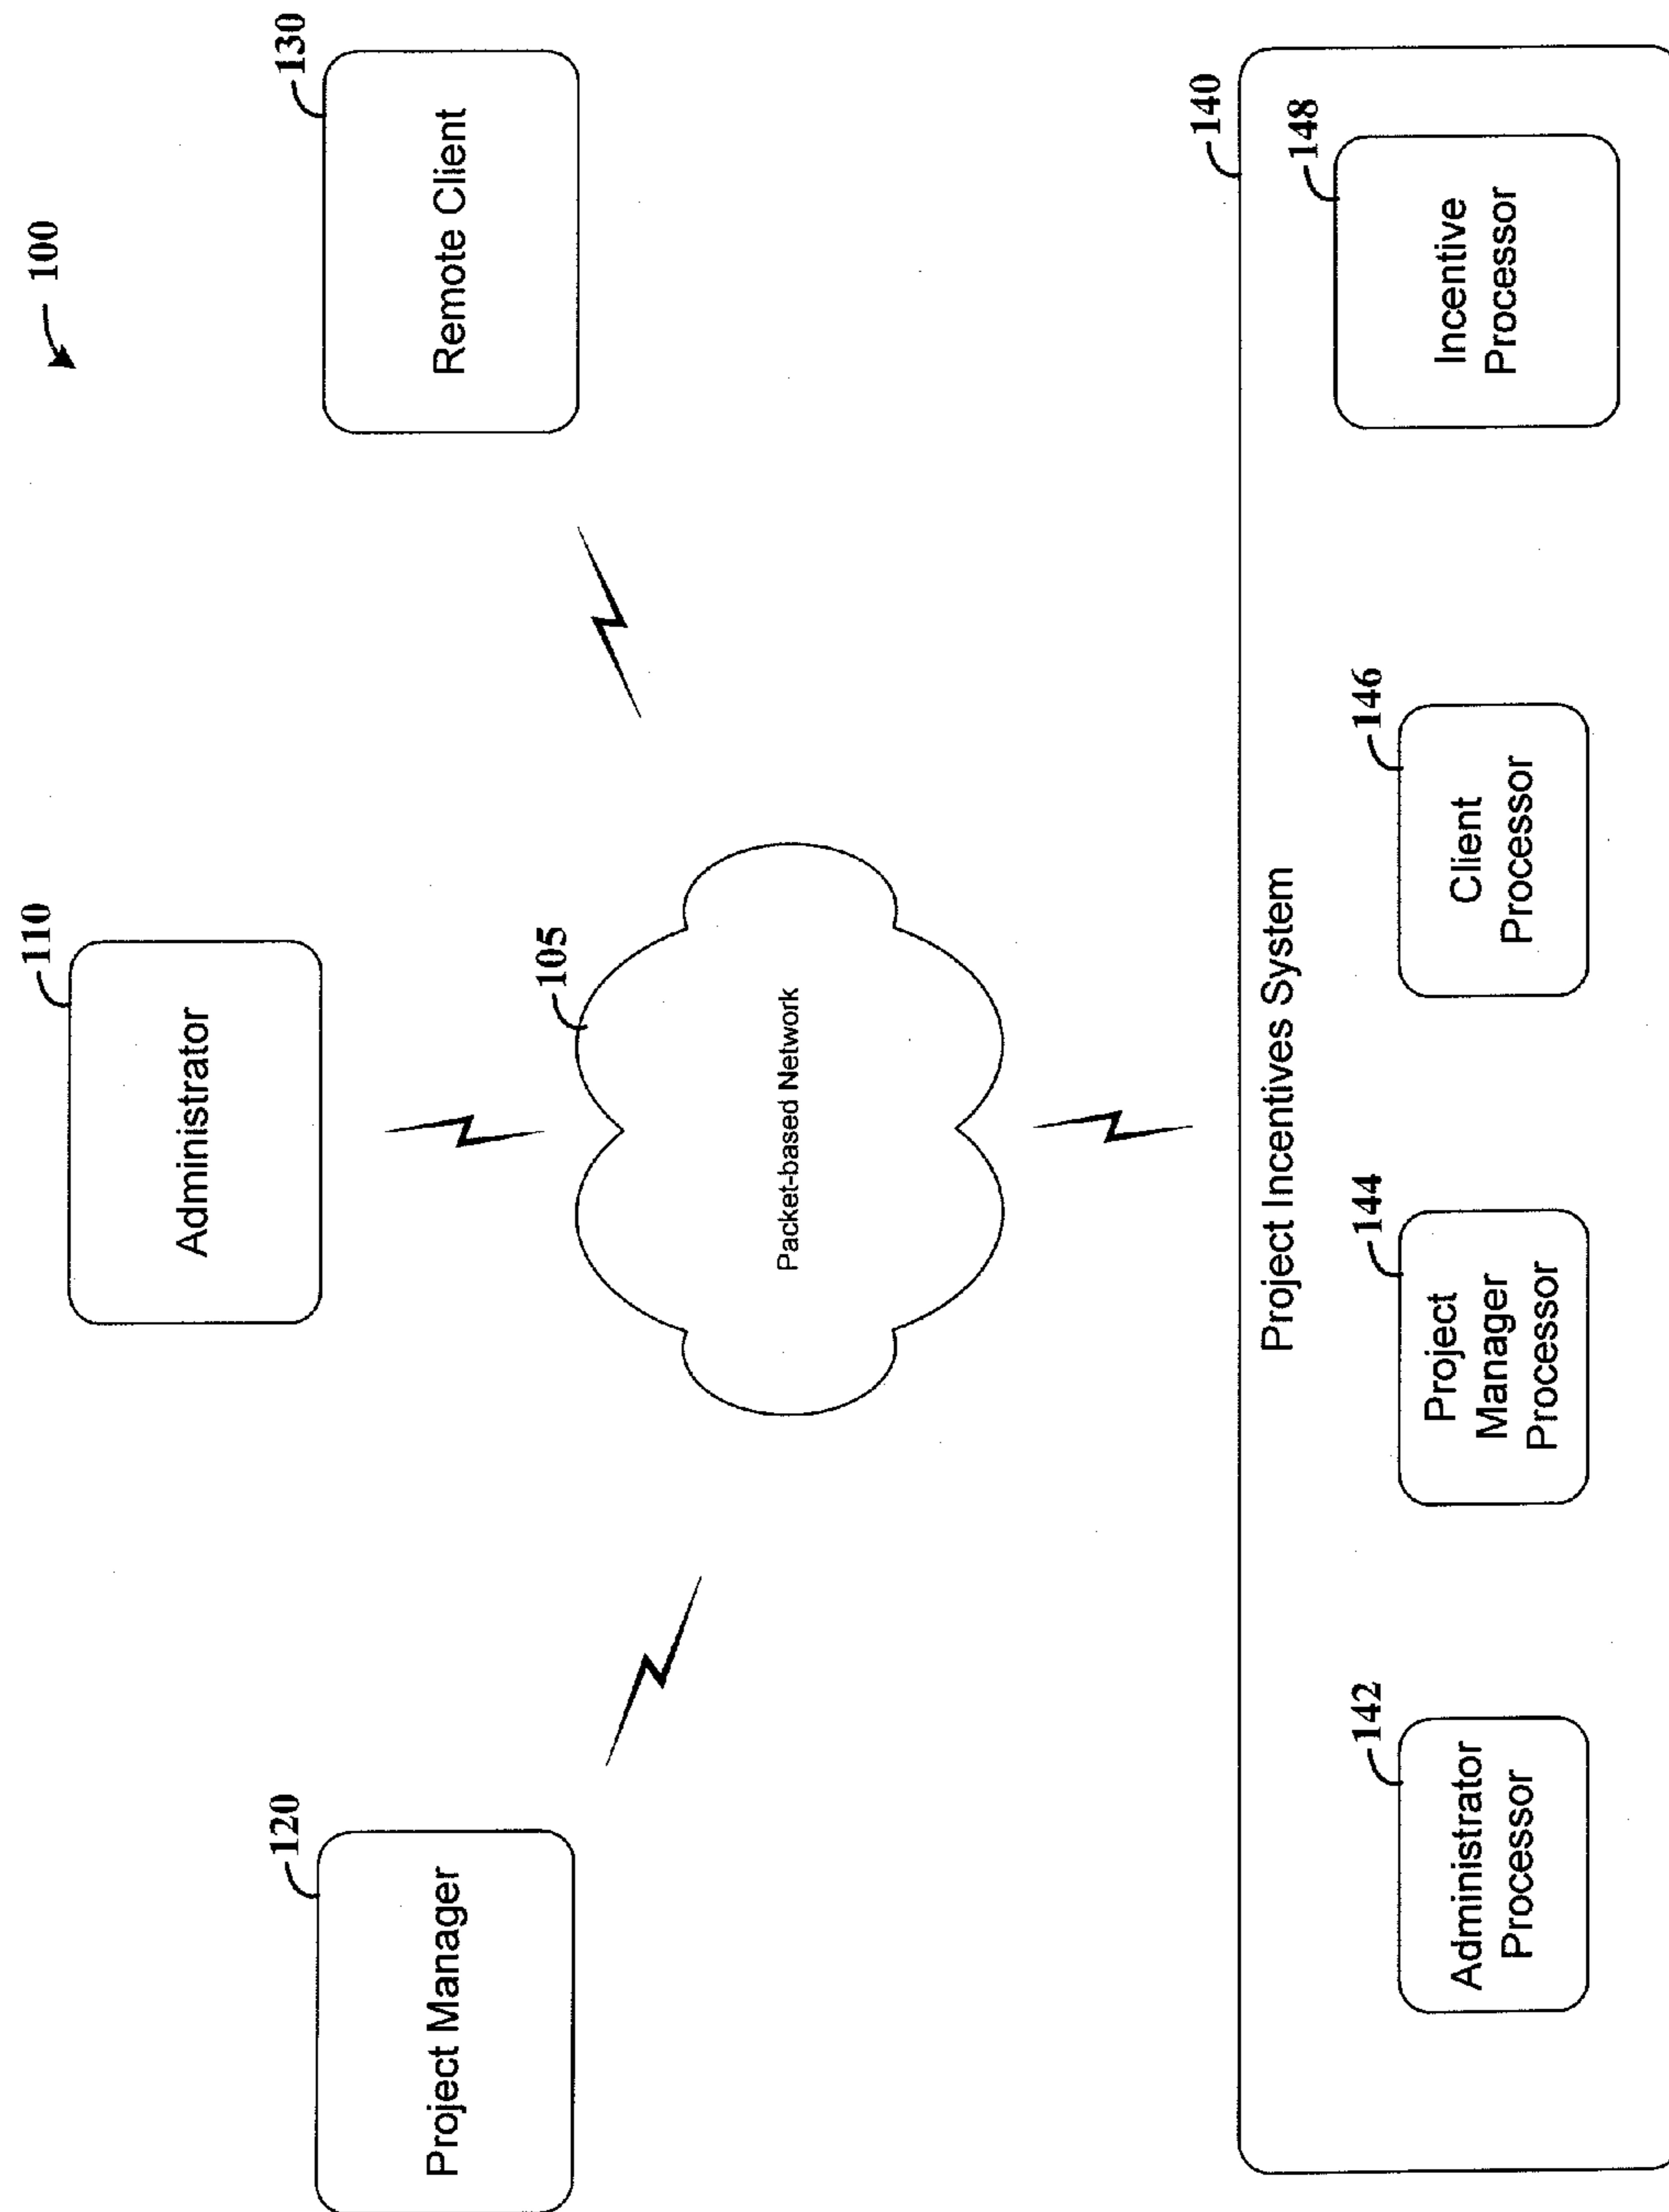 100
110
Administrator
120
Project Manager
130
Remote Client
105
Packet-based Network
140
Project Incentives System
142
Administrator
Processor
144
Project
Manager
Processor
146
Client
Processor
148
Incentive
Processor